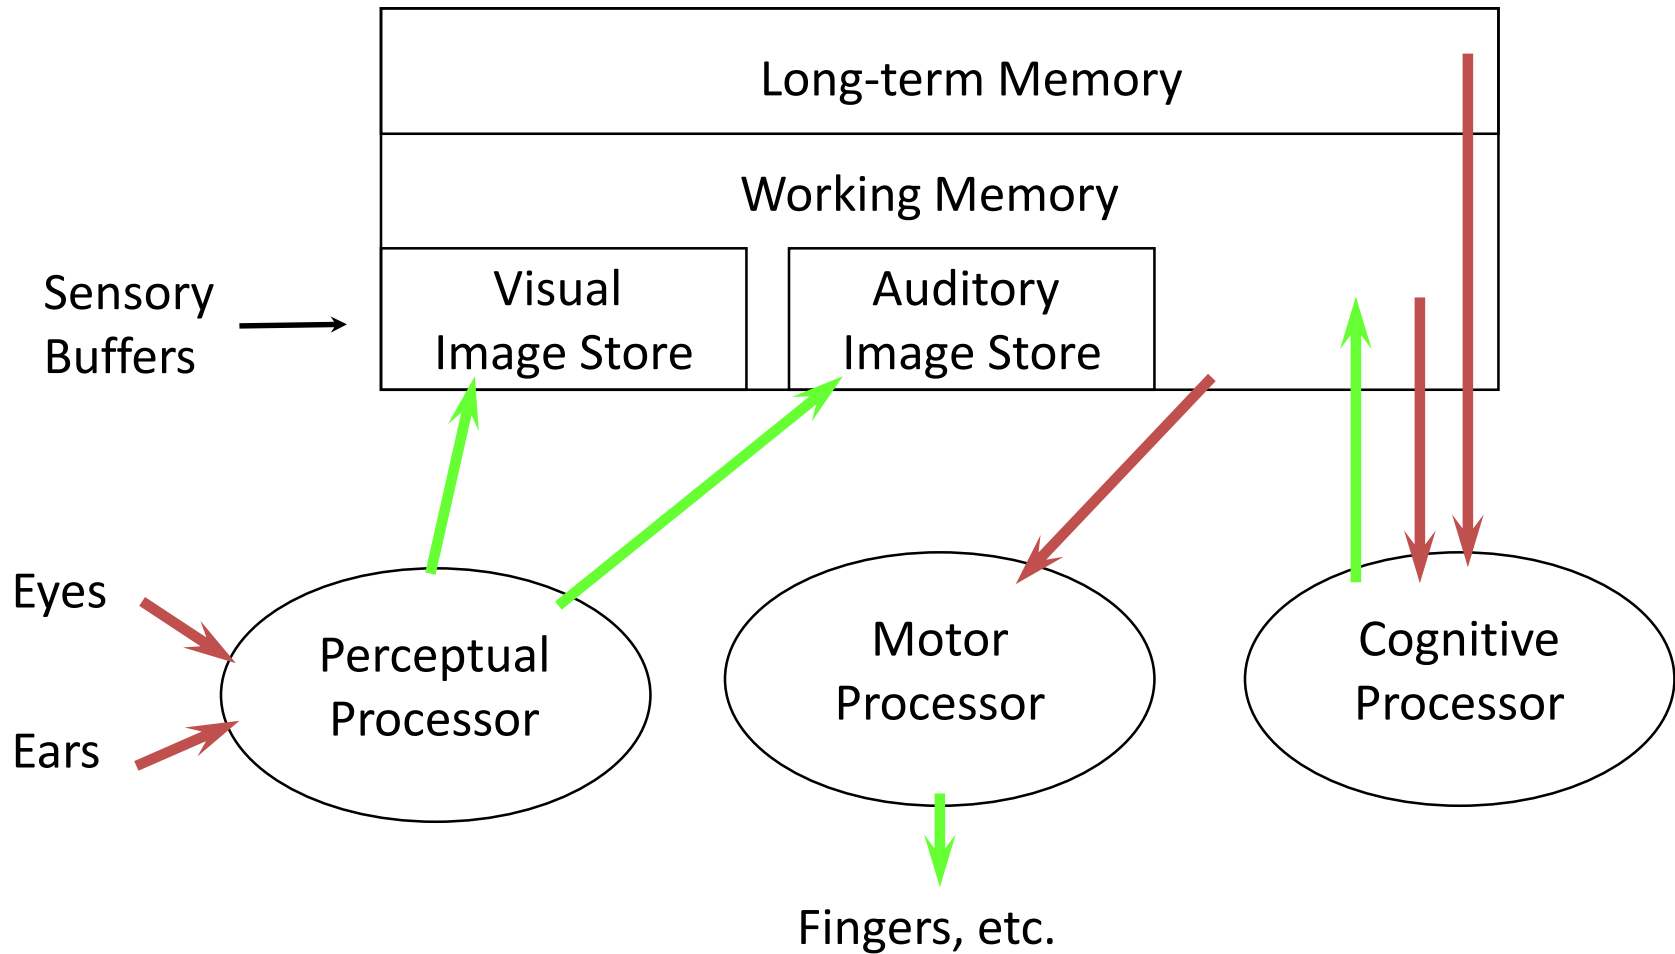 Long-term Memory
Working Memory
Sensory
Buffers
Visual
Image Store
Auditory
Image Store
Eyes
Ears
Perceptual
Processor
Motor
Processor
Cognitive
Processor
Fingers, etc.